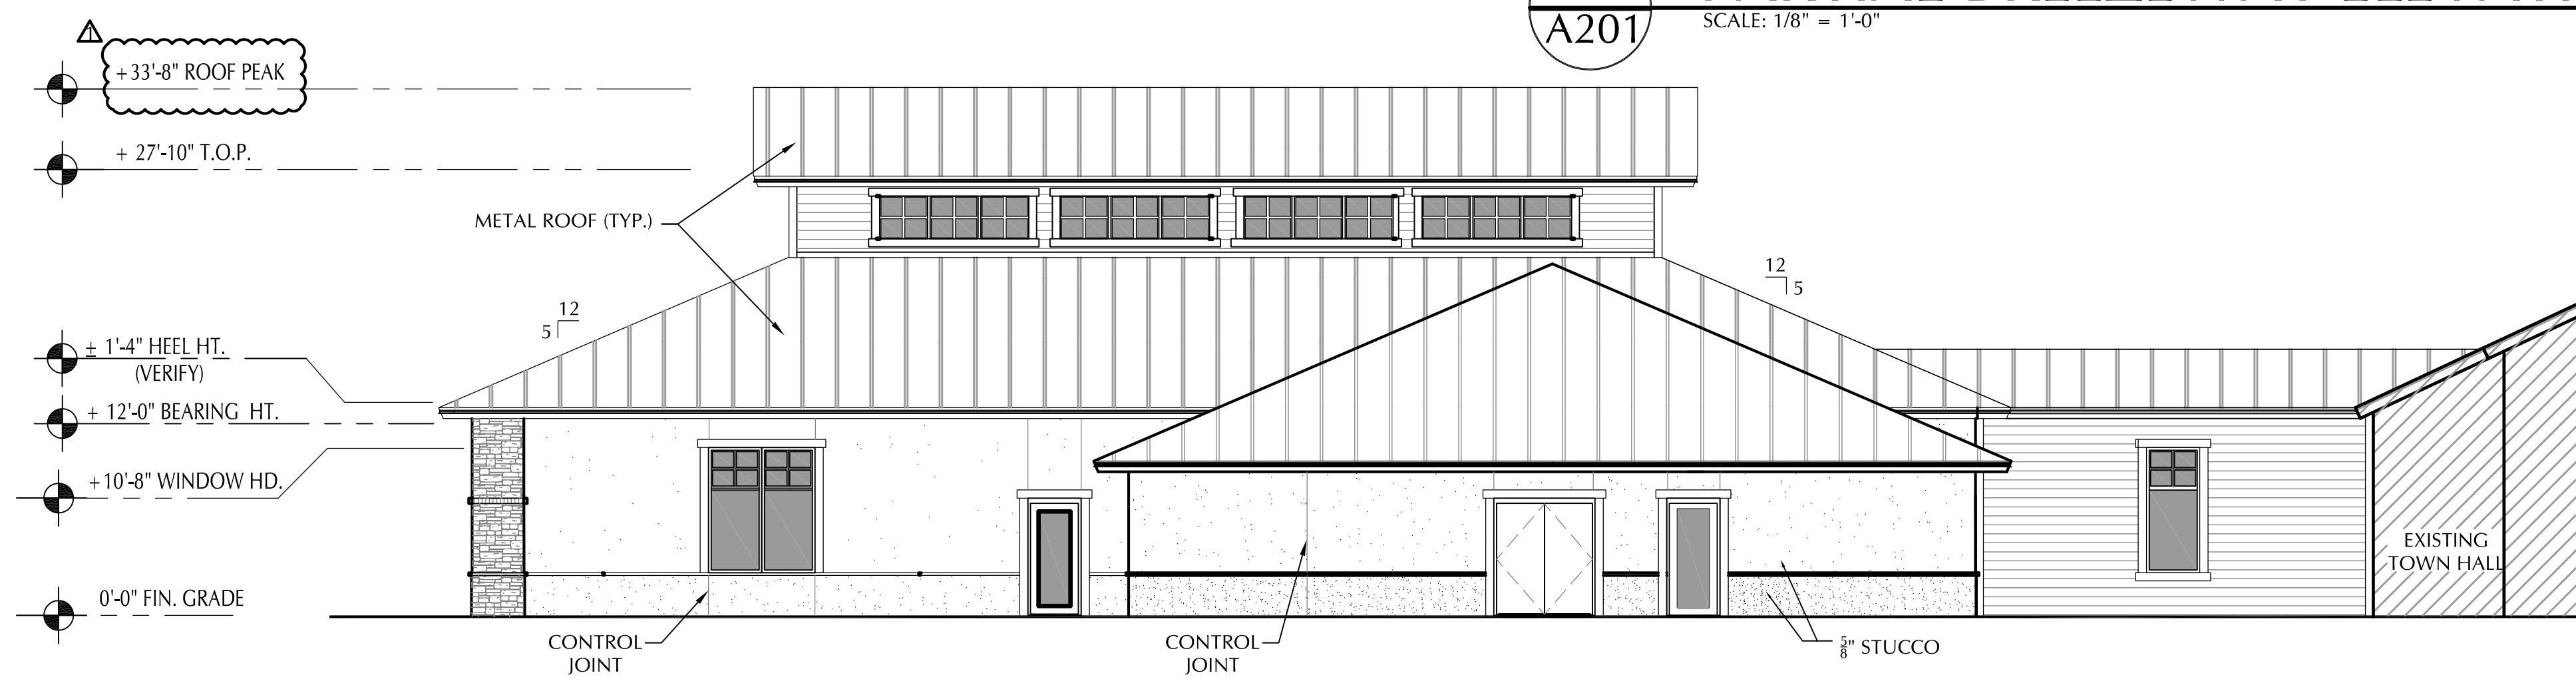 A201
SCALE: 1/8" = 1'-0"
1
+33'-8" ROOF PEAK
+ 27'-10" T.O.P.
METAL ROOF (TYP.)
12
5
12
5
± 1'-4" HEEL HT.
(VERIFY)
+ 12'-0" BEARING HT.
+10'-8" WINDOW HD.
0'-0" FIN. GRADE
EXISTING
TOWN HALL
CONTROL
JOINT
CONTROL
JOINT
5/8" STUCCO